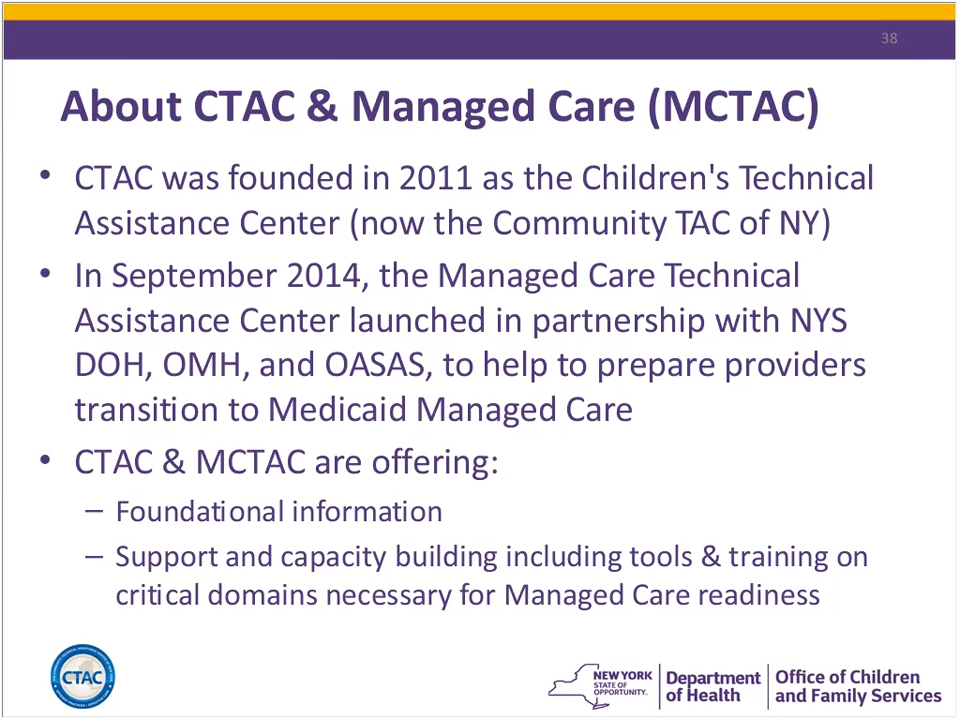 38
About CTAC & Managed Care (MCTAC)
• CTAC was founded in 2011 as the Children's Technical
Assistance Center (now the Community TAC of NY)
• In September 2014, the Managed Care Technical
Assistance Center launched in partnership with NYS
DOH, OMH, and OASAS, to help to prepare providers
transition to Medicaid Managed Care
• CTAC & MCTAC are offering:
– Foundational information
– Support and capacity building including tools & training on
critical domains necessary for Managed Care readiness
CTAC
NEW YORK
STATE OF
OPPORTUNITY.
Department
of Health
Office of Children
and Family Services